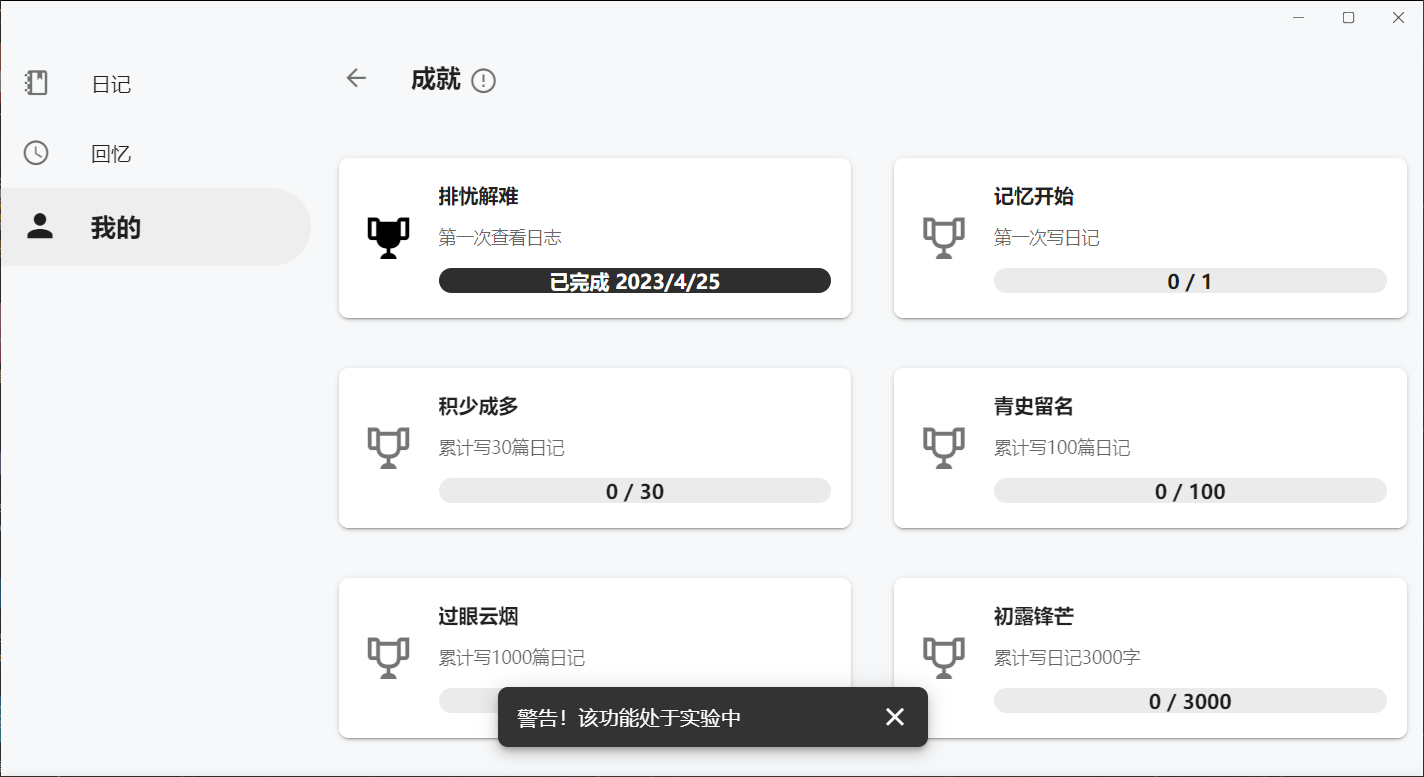 日记
回忆
我的
成就
排忧解难
第一次查看日志
已完成 2023/4/25
记忆开始
第一次写日记
0 / 1
积少成多
累计写30篇日记
0 / 30
青史留名
累计写100篇日记
0 / 100
过眼云烟
累计写1000篇日记
初露锋芒
累计写日记3000字
0 / 3000
警告！该功能处于实验中